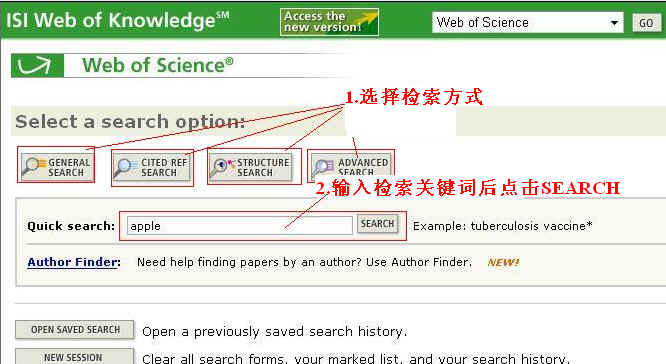 ISI Web of Knowledge℠
Access the
new version!
Web of Science
GO
Web of Science®
1.选择检索方式
Select a search option:
GENERAL
SEARCH
CITED REF
SEARCH
STRUCTURE
SEARCH
ADVANCED
SEARCH
2.输入检索关键词后点击SEARCH
Quick search:
apple
SEARCH
Example: tuberculosis vaccine*
Author Finder: Need help finding papers by an author? Use Author Finder. NEW!
OPEN SAVED SEARCH Open a previously saved search history.
NEW SESSION Clear all search forms, your marked list, and your search history.